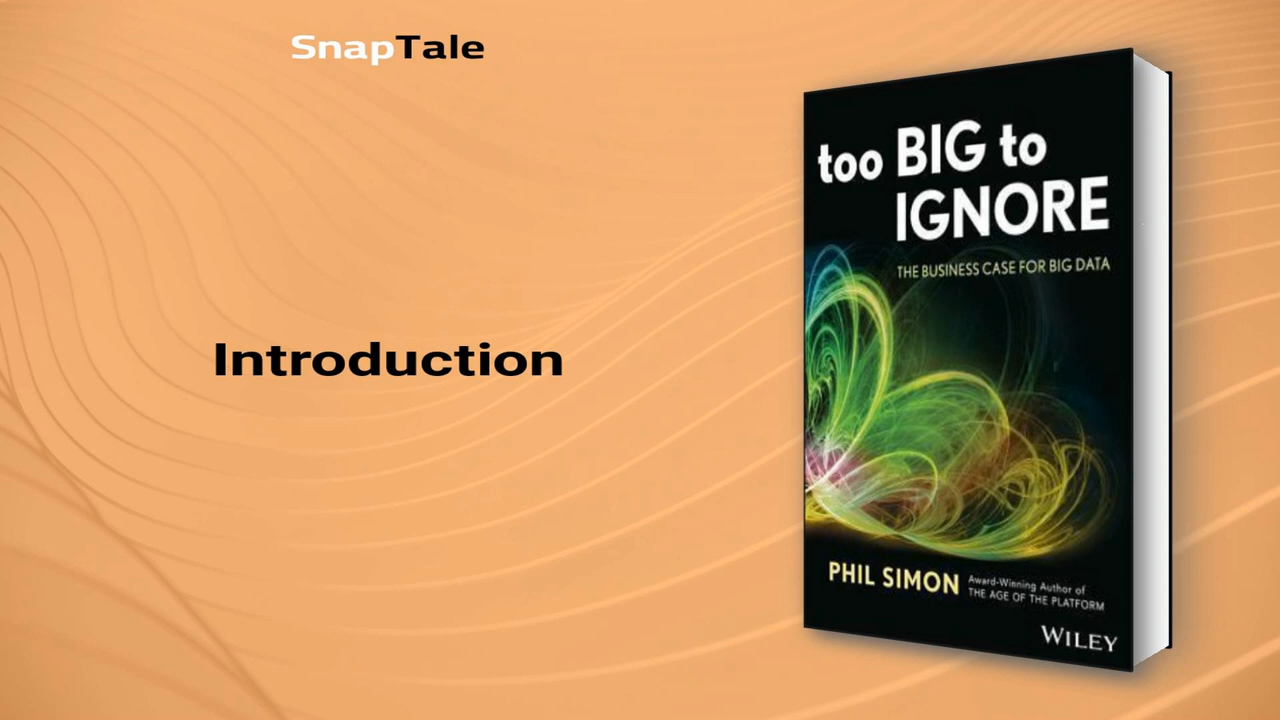 SnapTale
Introduction
too BIG to
IGNORE
THE BUSINESS CASE FOR BIG DATA
PHIL SIMON
Award-Winning Author of
THE AGE OF THE PLATFORM
WILEY